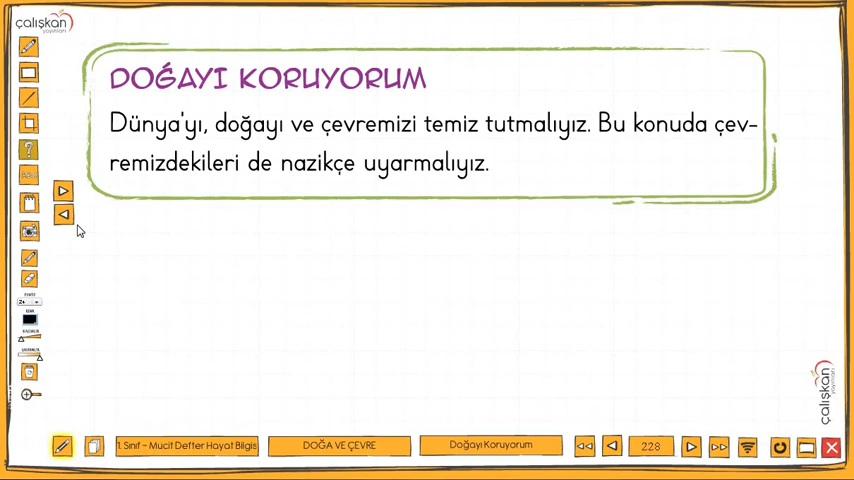 çalışkan
yayınları
DOĞAYI KORUYORUM
Dünya'yı, doğayı ve çevremizi temiz tutmalıyız. Bu konuda çev-
remizdekileri de nazikçe uyarmalıyız.
çalışkan
yayınları
1. Sınıf - Mucit Defter Hayat Bilgis
DOĞA VE ÇEVRE
Doğayı Koruyorum
228